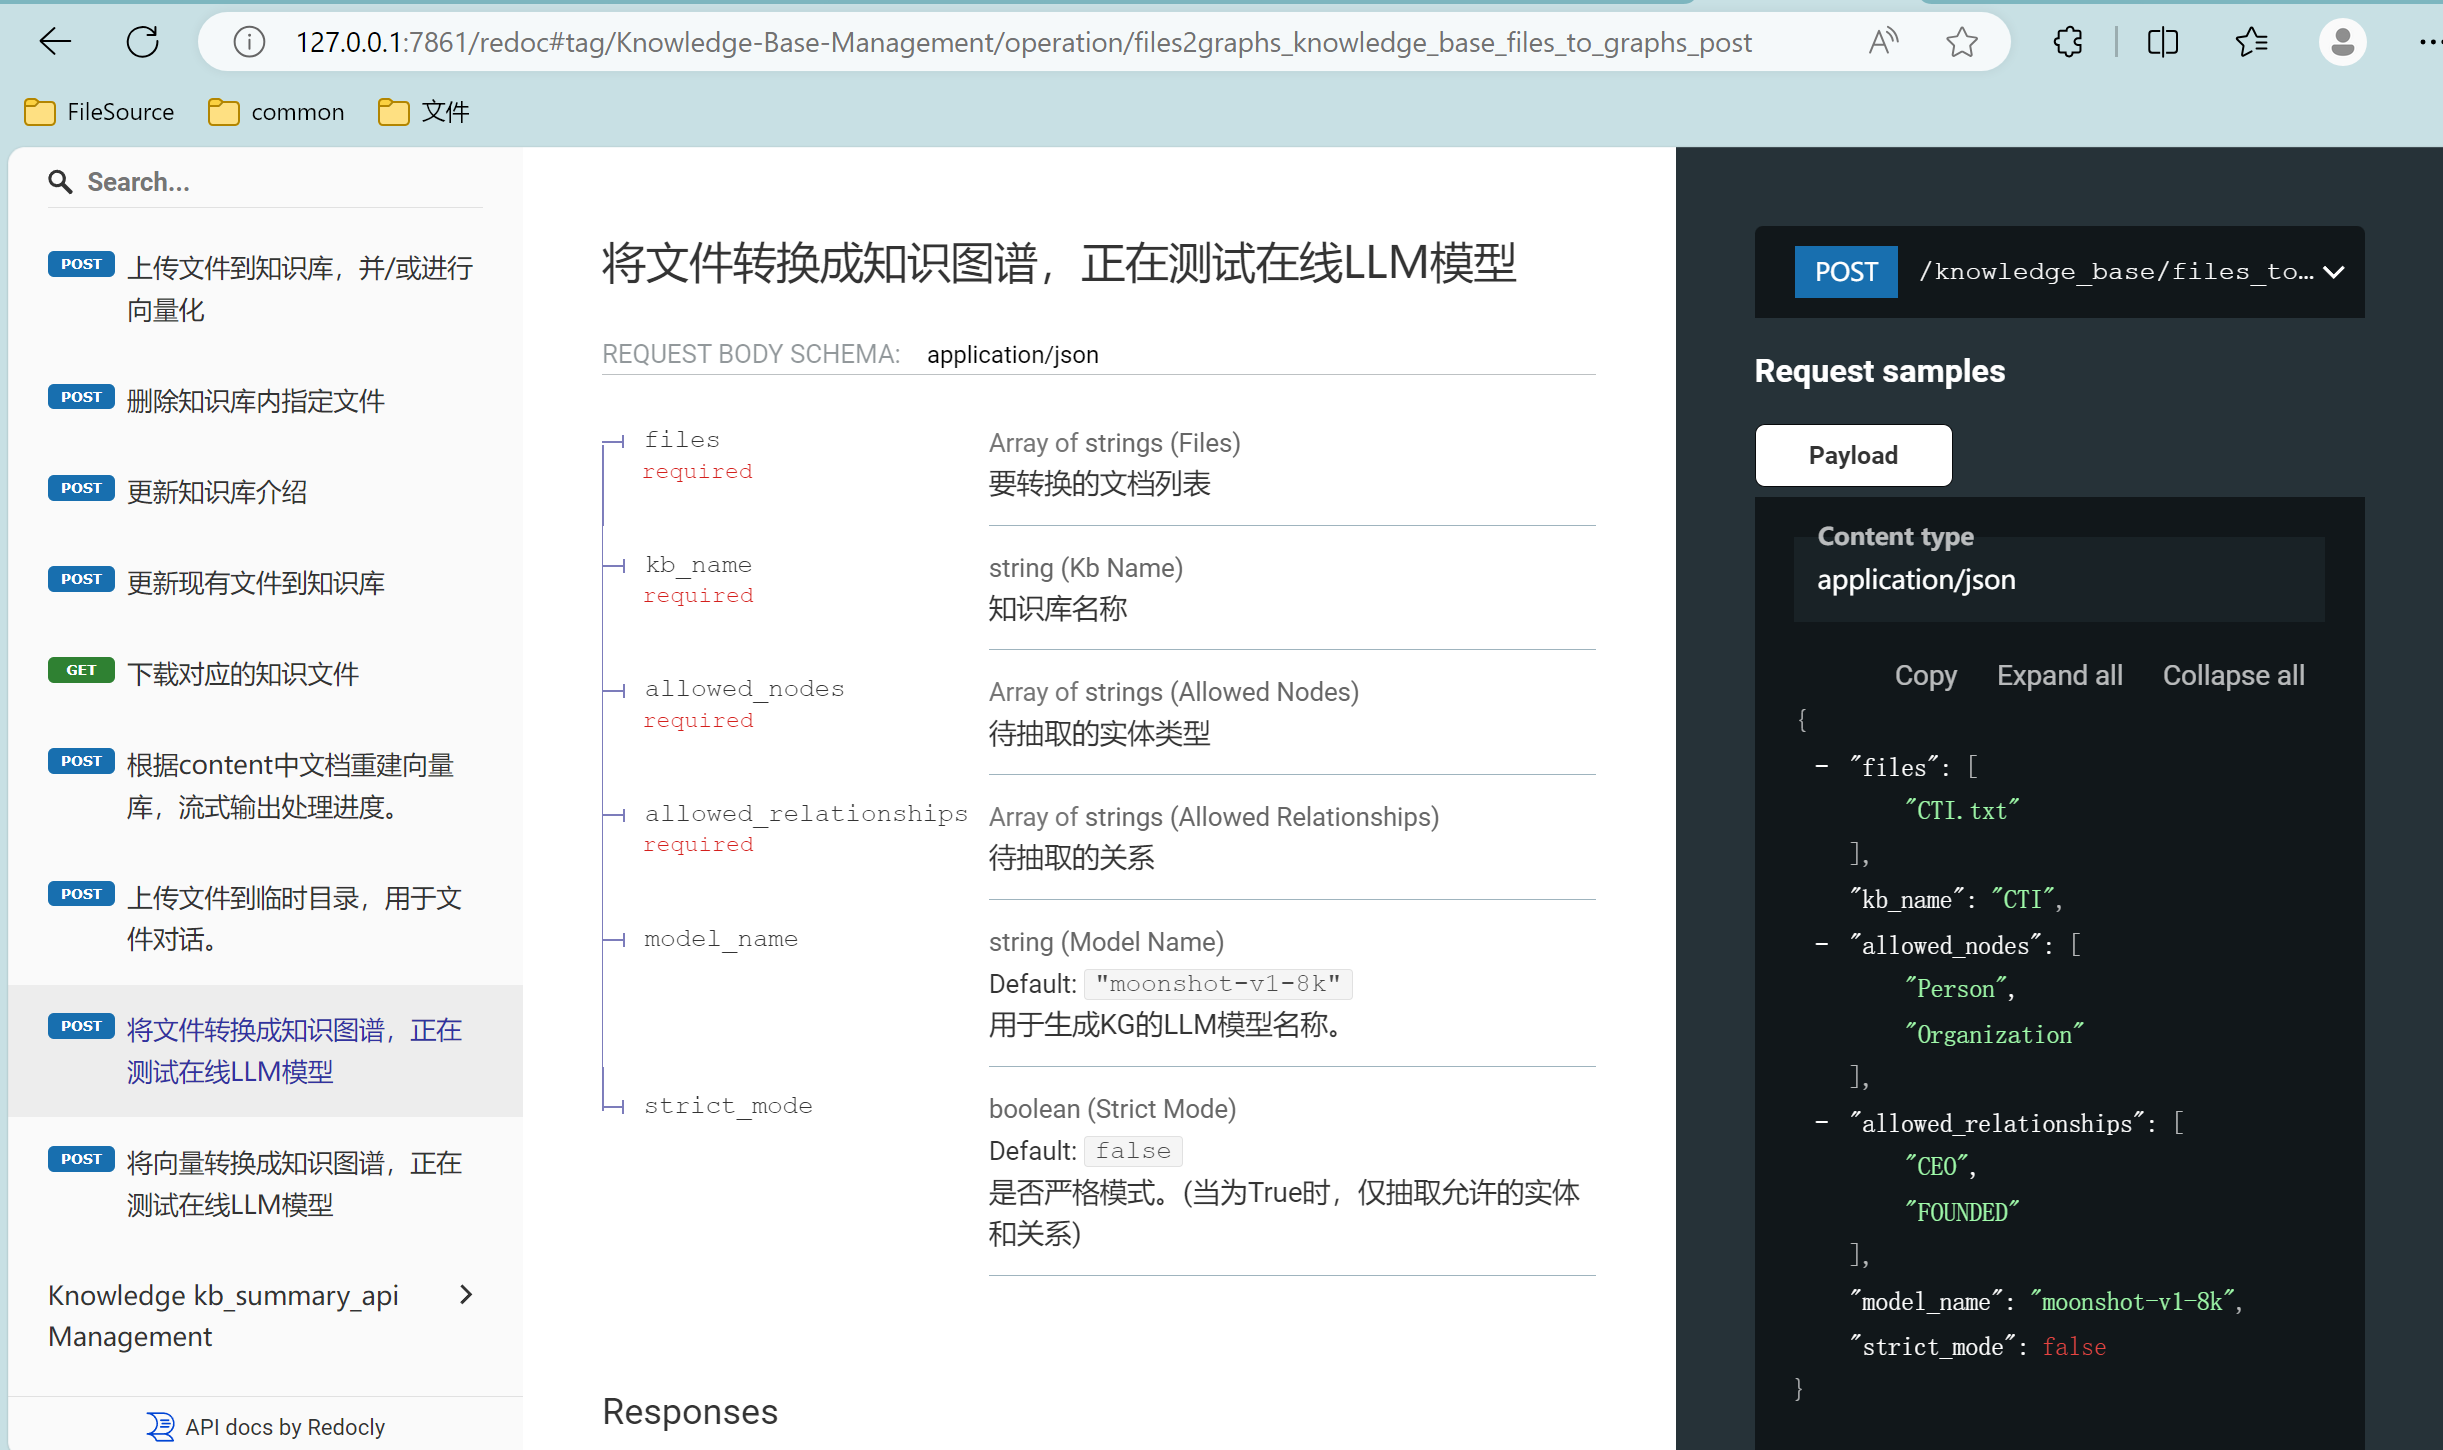 127.0.0.1:7861/redoc#tag/Knowledge-Base-Management/operation/files2graphs_knowledge_base_files_to_graphs_post
FileSource
common
文件
Search...
POST 上传文件到知识库，并/或进行
向量化
POST 删除知识库内指定文件
POST 更新知识库介绍
POST 更新现有文件到知识库
GET 下载对应的知识文件
POST 根据content中文档重建向量
库，流式输出处理进度。
POST 上传文件到临时目录，用于文
件对话。
POST 将文件转换成知识图谱，正在
测试在线LLM模型
POST 将向量转换成知识图谱，正在
测试在线LLM模型
Knowledge kb_summary_api
Management
API docs by Redocly
将文件转换成知识图谱，正在测试在线LLM模型
REQUEST BODY SCHEMA: application/json
files
required
Array of strings (Files)
要转换的文档列表
kb_name
required
string (Kb Name)
知识库名称
allowed_nodes
required
Array of strings (Allowed Nodes)
待抽取的实体类型
allowed_relationships
required
Array of strings (Allowed Relationships)
待抽取的关系
model_name
string (Model Name)
Default: "moonshot-v1-8k"
用于生成KG的LLM模型名称。
strict_mode
boolean (Strict Mode)
Default: false
是否严格模式。(当为True时，仅抽取允许的实体
和关系)
Responses
POST /knowledge_base/files_to...
Request samples
Payload
Content type
application/json
Copy Expand all Collapse all
{
- "files": [
"CTI.txt"
],
"kb_name": "CTI",
- "allowed_nodes": [
"Person",
"Organization"
],
- "allowed_relationships": [
"CEO",
"FOUNDED"
],
"model_name": "moonshot-v1-8k",
"strict_mode": false
}